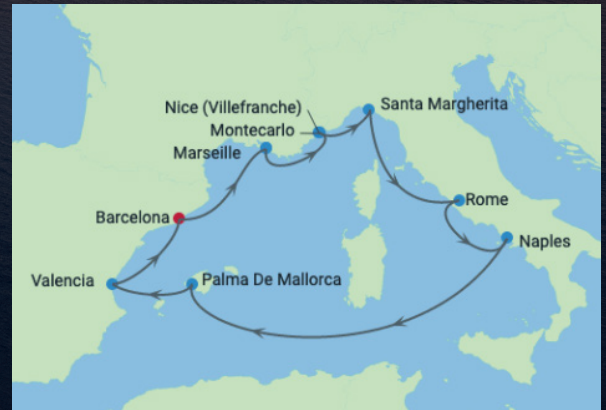 Nice (Villefranche)
Santa Margherita
Montecarlo
Marseille
Rome
Barcelona
Naples
Valencia
Palma De Mallorca